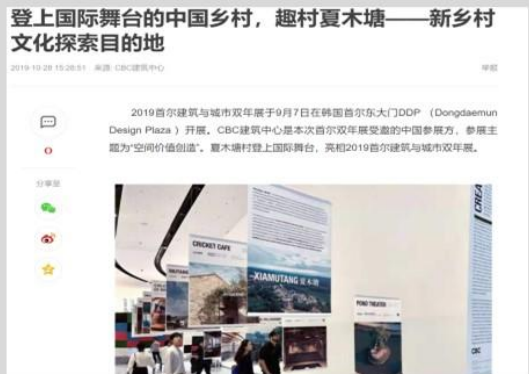 登上国际舞台的中国乡村，趣村夏木塘——新乡村
文化探索目的地
2019-10-28 15:28:51 来源: CBC建筑中心
举报
2019首尔建筑与城市双年展于9月7日在韩国首尔东大门DDP （Dongdaemun
Design Plaza ）开展。CBC建筑中心是本次首尔双年展受邀的中国参展方，参展主
题为“空间价值创造”。夏木塘村登上国际舞台，亮相2019首尔建筑与城市双年展。
0
分享至
CRICKET CAFE
XIAMUTANG 夏木塘
POND THEATER
CREA